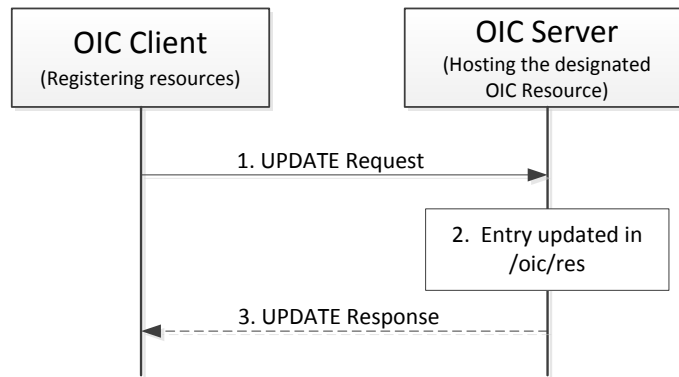 OIC Client
(Registering resources)
OIC Server
(Hosting the designated
OIC Resource)
1. UPDATE Request
2. Entry updated in
/oic/res
3. UPDATE Response